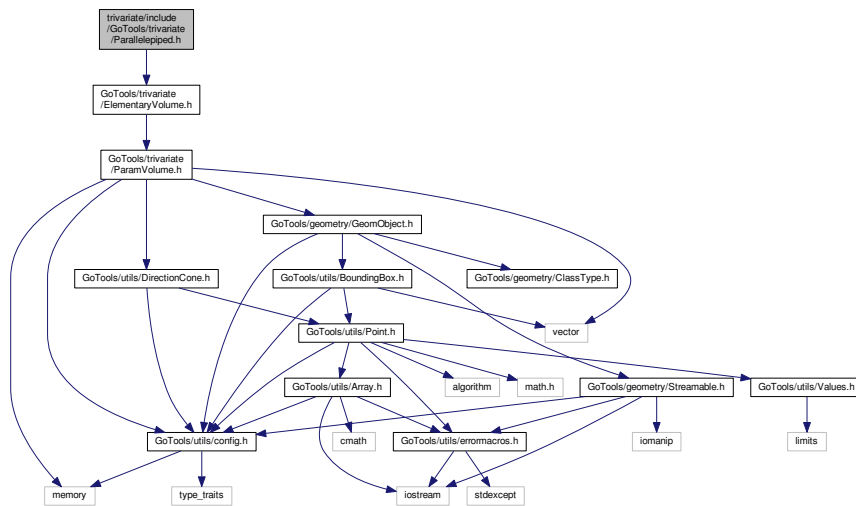 trivariate/include
/GoTools/trivariate
/Parallelepiped.h
GoTools/trivariate
/ElementaryVolume.h
GoTools/trivariate
/ParamVolume.h
GoTools/geometry/GeomObject.h
GoTools/utils/DirectionCone.h
GoTools/utils/BoundingBox.h
GoTools/geometry/ClassType.h
GoTools/utils/Point.h
vector
GoTools/utils/Array.h
algorithm
math.h
GoTools/geometry/Streamable.h
GoTools/utils/Values.h
GoTools/utils/config.h
cmath
GoTools/utils/errormacros.h
iomanip
limits
memory
type_traits
iostream
stdexcept